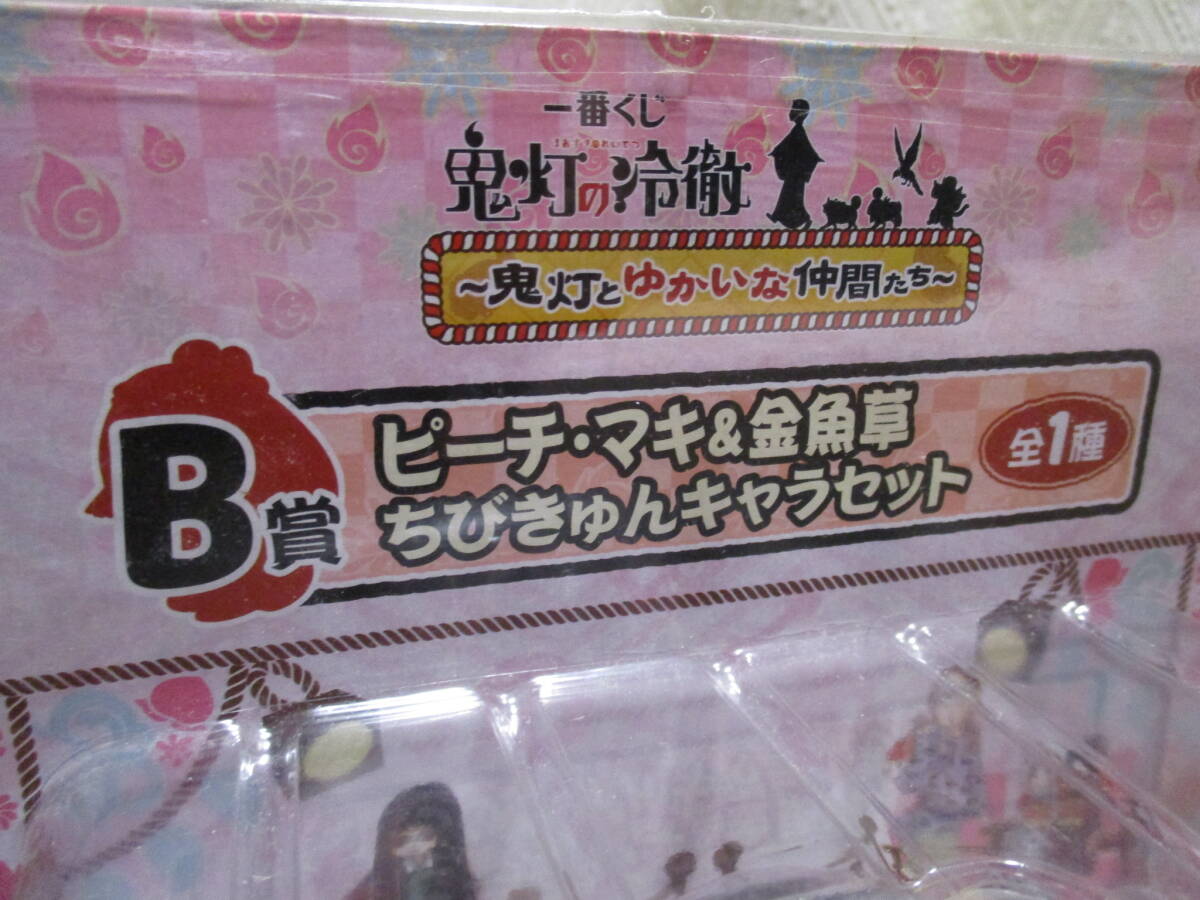 一番くじ
ほおずきのれいてつ
鬼灯の冷徹
～鬼灯とゆかいな仲間たち～
B賞
ピーチ・マキ&金魚草
ちびきゅんキャラセット
全1種